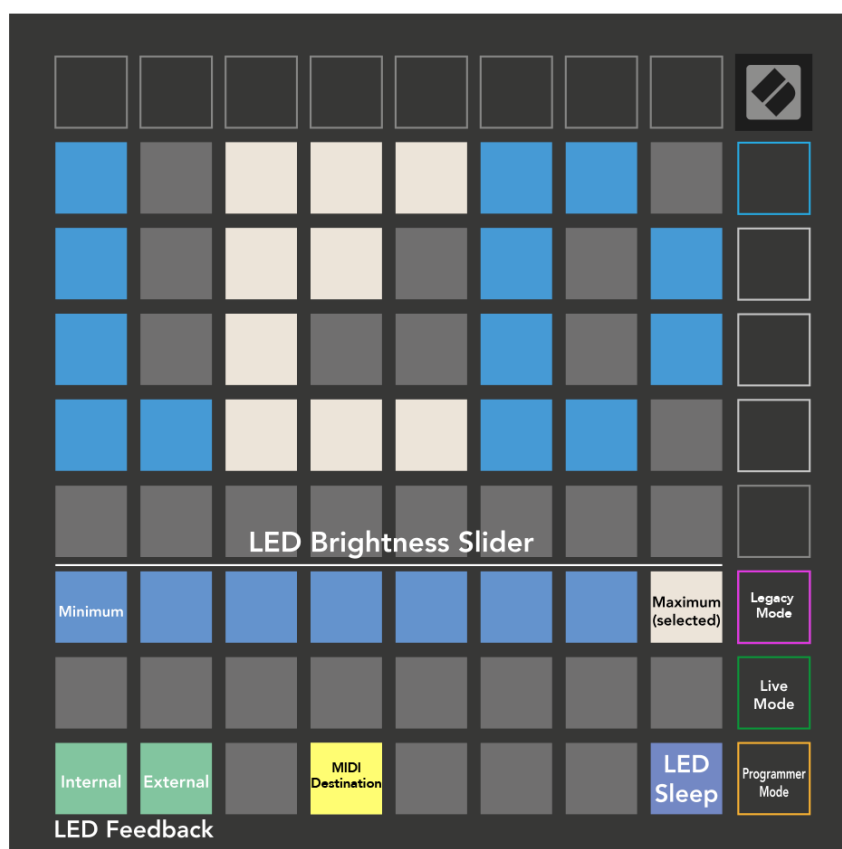 LED Brightness Slider
Minimum
Maximum
(selected)
Legacy
Mode
Live
Mode
Internal
External
MIDI
Destination
LED
Sleep
Programmer
Mode
LED Feedback